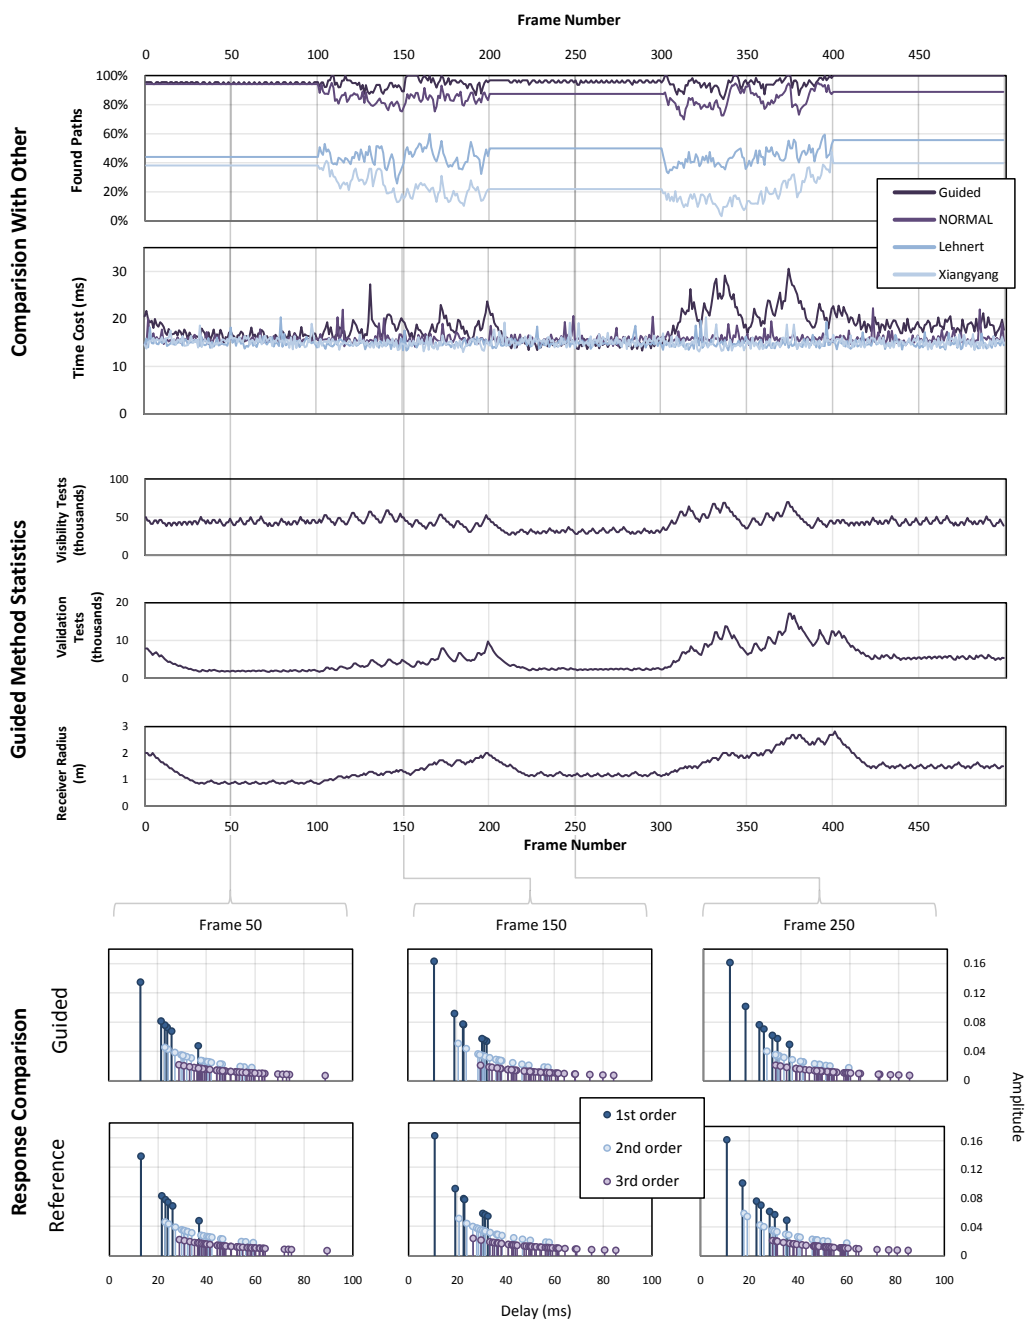 Frame Number
0 50 100 150 200 250 300 350 400 450
Comparision With Other
Found Paths
100%
80%
60%
40%
20%
0%
Guided
NORMAL
Lehnert
Xiangyang
Time Cost (ms)
30
20
10
0
Guided Method Statistics
Visibility Tests
(thousands)
100
50
0
Validation
Tests
(thousands)
20
10
0
Receiver Radius
(m)
3
2
1
0
0 50 100 150 200 250 300 350 400 450
Frame Number
Response Comparison
Frame 50
Frame 150
Frame 250
Guided
0.16
0.12
0.08
0.04
0
Amplitude
1st order
2nd order
3rd order
Reference
0.16
0.12
0.08
0.04
0
0 20 40 60 80 100
0 20 40 60 80 100
0 20 40 60 80 100
Delay (ms)